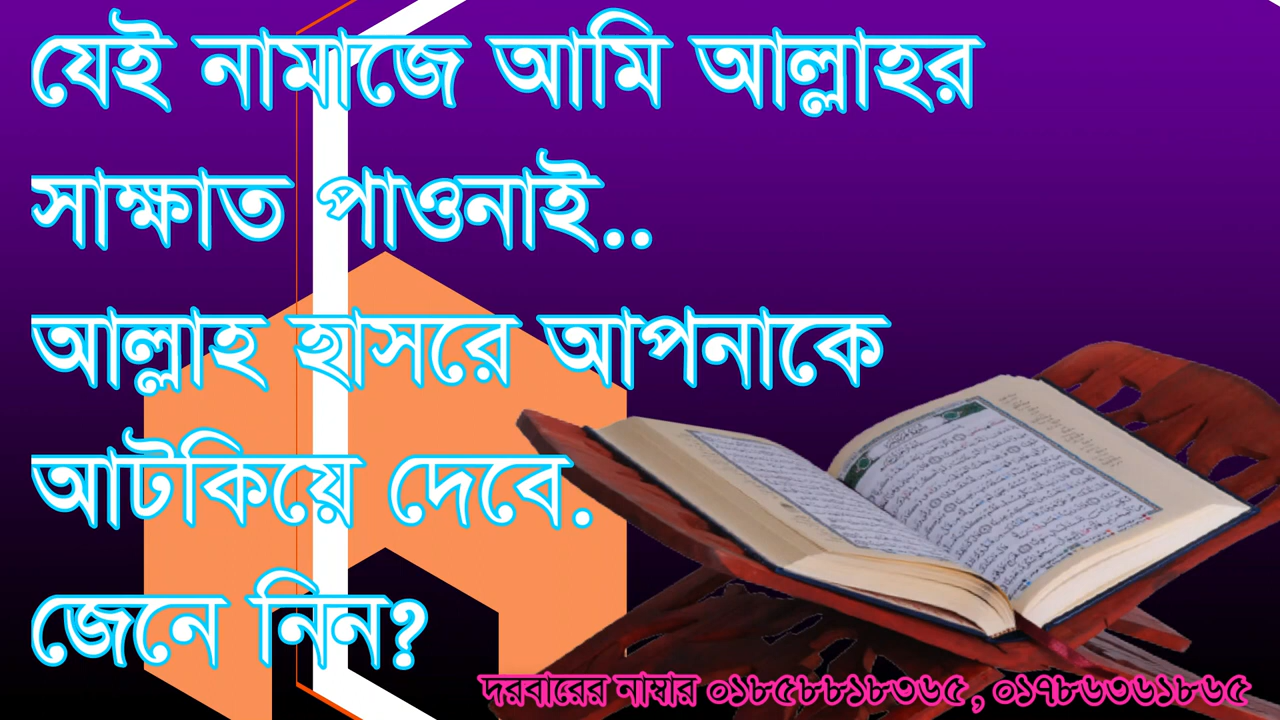 যেই নামাজে আমি আল্লাহর
সাক্ষাত পাওনাই..
আল্লাহ হাসরে আপনাকে
আটকিয়ে দেবে.
জেনে নিন?
দরবারের নাম্বার ০১৮৫৮৮১৮৩৬৫, ০১৭৮৬৩৬১৮৬৫